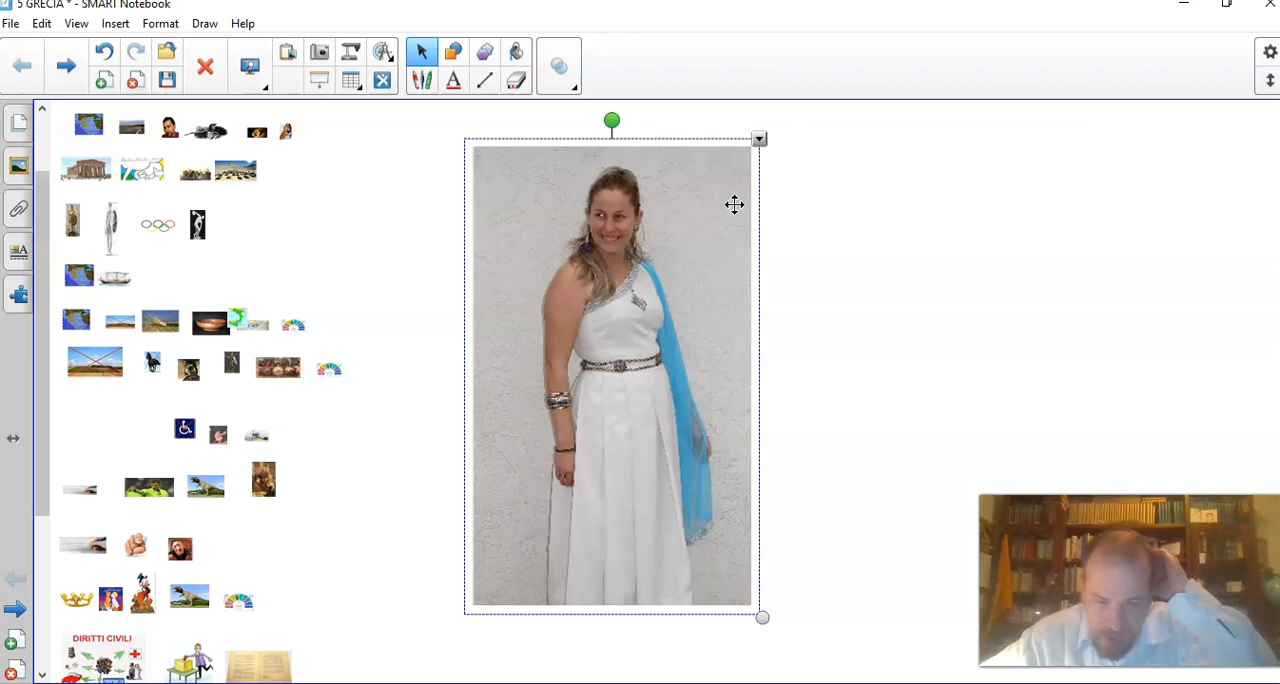 5 GRECIA * - SMART Notebook
File Edit View Insert Format Draw Help
DIRITTI CIVILI